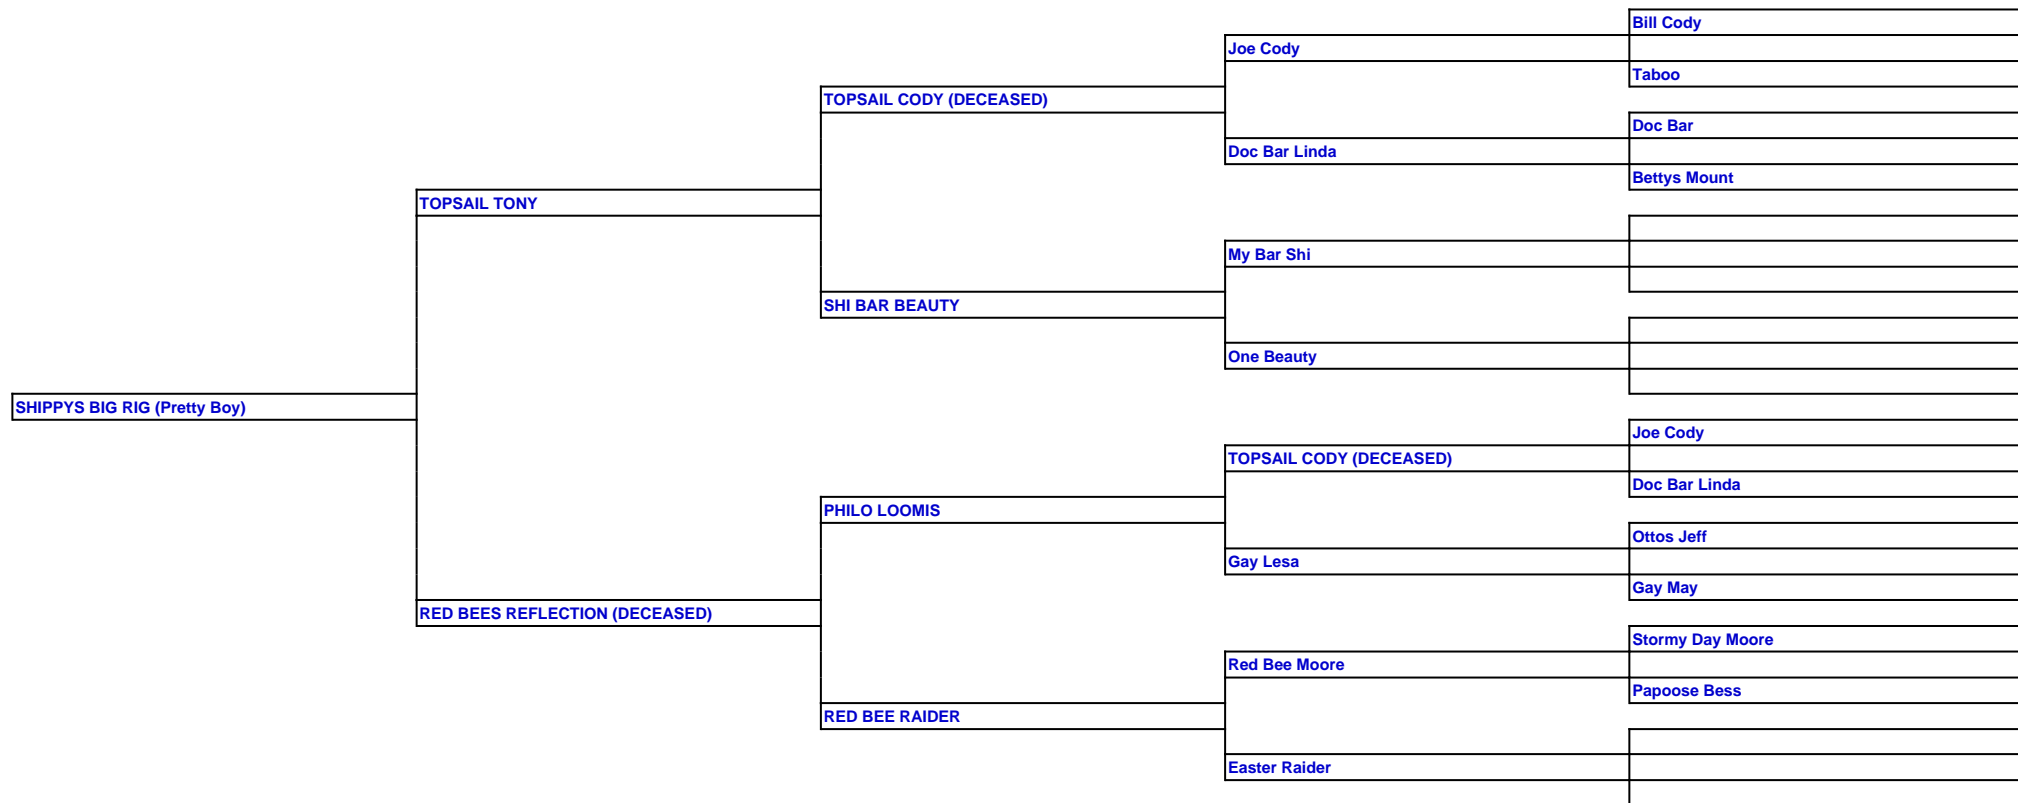 Bill Cody
Joe Cody
Taboo
TOPSAIL CODY (DECEASED)
Doc Bar
Doc Bar Linda
Bettys Mount
TOPSAIL TONY
My Bar Shi
SHI BAR BEAUTY
One Beauty
SHIPPYS BIG RIG (Pretty Boy)
Joe Cody
TOPSAIL CODY (DECEASED)
Doc Bar Linda
PHILO LOOMIS
Ottos Jeff
Gay Lesa
Gay May
RED BEES REFLECTION (DECEASED)
Stormy Day Moore
Red Bee Moore
Papoose Bess
RED BEE RAIDER
Easter Raider